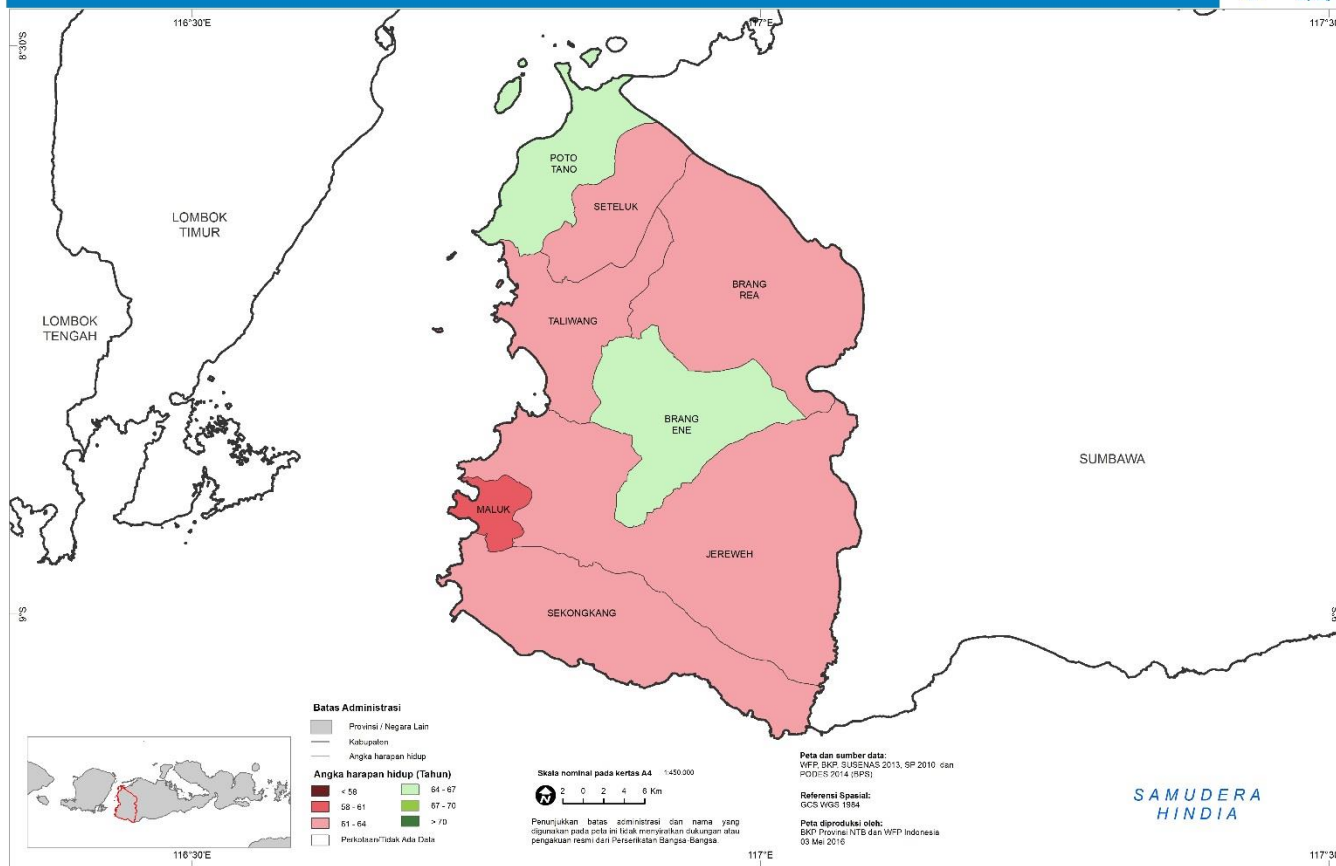 116°30'E
117°E
117°30
8°30'S
POTO
TANO
SETELUK
LOMBOK
TIMUR
BRANG
REA
LOMBOK
TENGAH
TALIWANG
BRANG
ENE
SUMBAWA
MALUK
JEREWEH
SEKONGKANG
9°S
Batas Administrasi
Provinsi / Negara Lain
Kabupaten
Angka harapan hidup
Angka harapan hidup (Tahun)
< 58
58 - 61
61 - 64
64 - 67
67 - 70
> 70
Perkotaan/Tidak Ada Data
Skala nominal pada kertas A4 1:450.000
2 0 2 4 6 Km
Penunjukkan batas administrasi dan nama yang
digunakan pada peta ini tidak menyiratkan dukungan atau
pengakuan resmi dari Perserikatan Bangsa-Bangsa.
Peta dan sumber data:
WFP, BKP, SUSENAS 2013, SP 2010 dan
PODES 2014 (BPS)
Referensi Spasial:
GCS WGS 1984
Peta diproduksi oleh:
BKP Provinsi NTB dan WFP Indonesia
03 Mei 2016
SAMUDERA
HINDIA
116°30'E
117°E
117°30